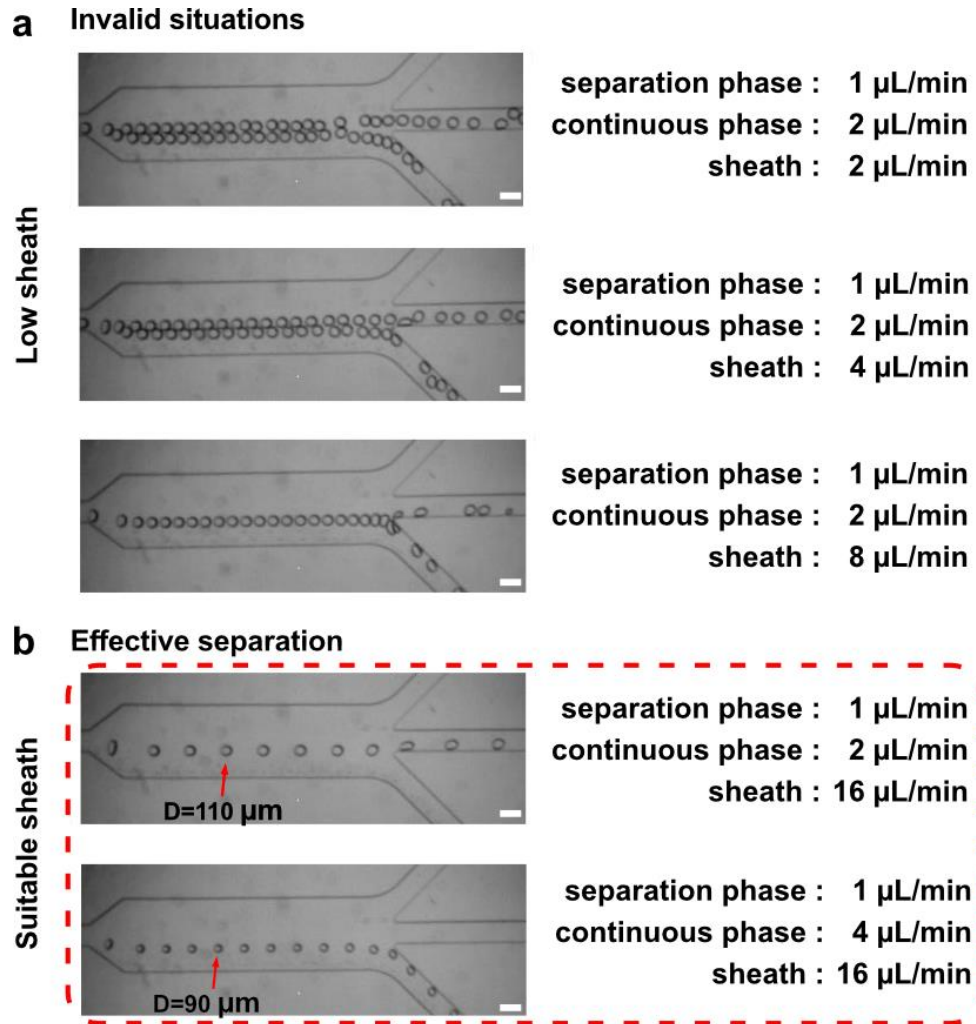 a Invalid situations
Low sheath
separation phase : 1 µL/min
continuous phase : 2 µL/min
sheath : 2 µL/min
separation phase : 1 µL/min
continuous phase : 2 µL/min
sheath : 4 µL/min
separation phase : 1 µL/min
continuous phase : 2 µL/min
sheath : 8 µL/min
b Effective separation
Suitable sheath
separation phase : 1 µL/min
continuous phase : 2 µL/min
sheath : 16 µL/min
D=110 µm
separation phase : 1 µL/min
continuous phase : 4 µL/min
sheath : 16 µL/min
D=90 µm